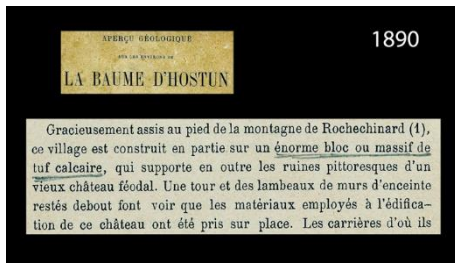 APERÇU GÉOLOGIQUE
SUR LES ENVIRONS DE
LA BAUME D'HOSTUN
1890
Gracieusement assis au pied de la montagne de Rochechinard (1),
ce village est construit en partie sur un énorme bloc ou massif de
tuf calcaire, qui supporte en outre les ruines pittoresques d'un
vieux château féodal. Une tour et des lambeaux de murs d'enceinte
restés debout font voir que les matériaux employés à l'édifica-
tion de ce château ont été pris sur place. Les carrières d'où ils